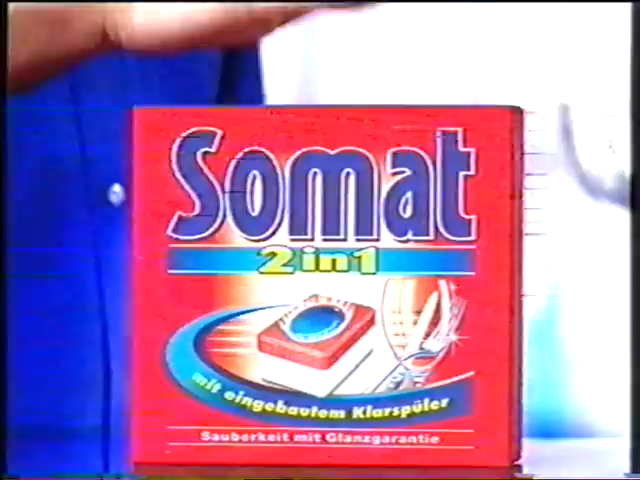 Somat
2in1
mit eingebautem Klarspüler
Sauberkeit mit Glanzgarantie